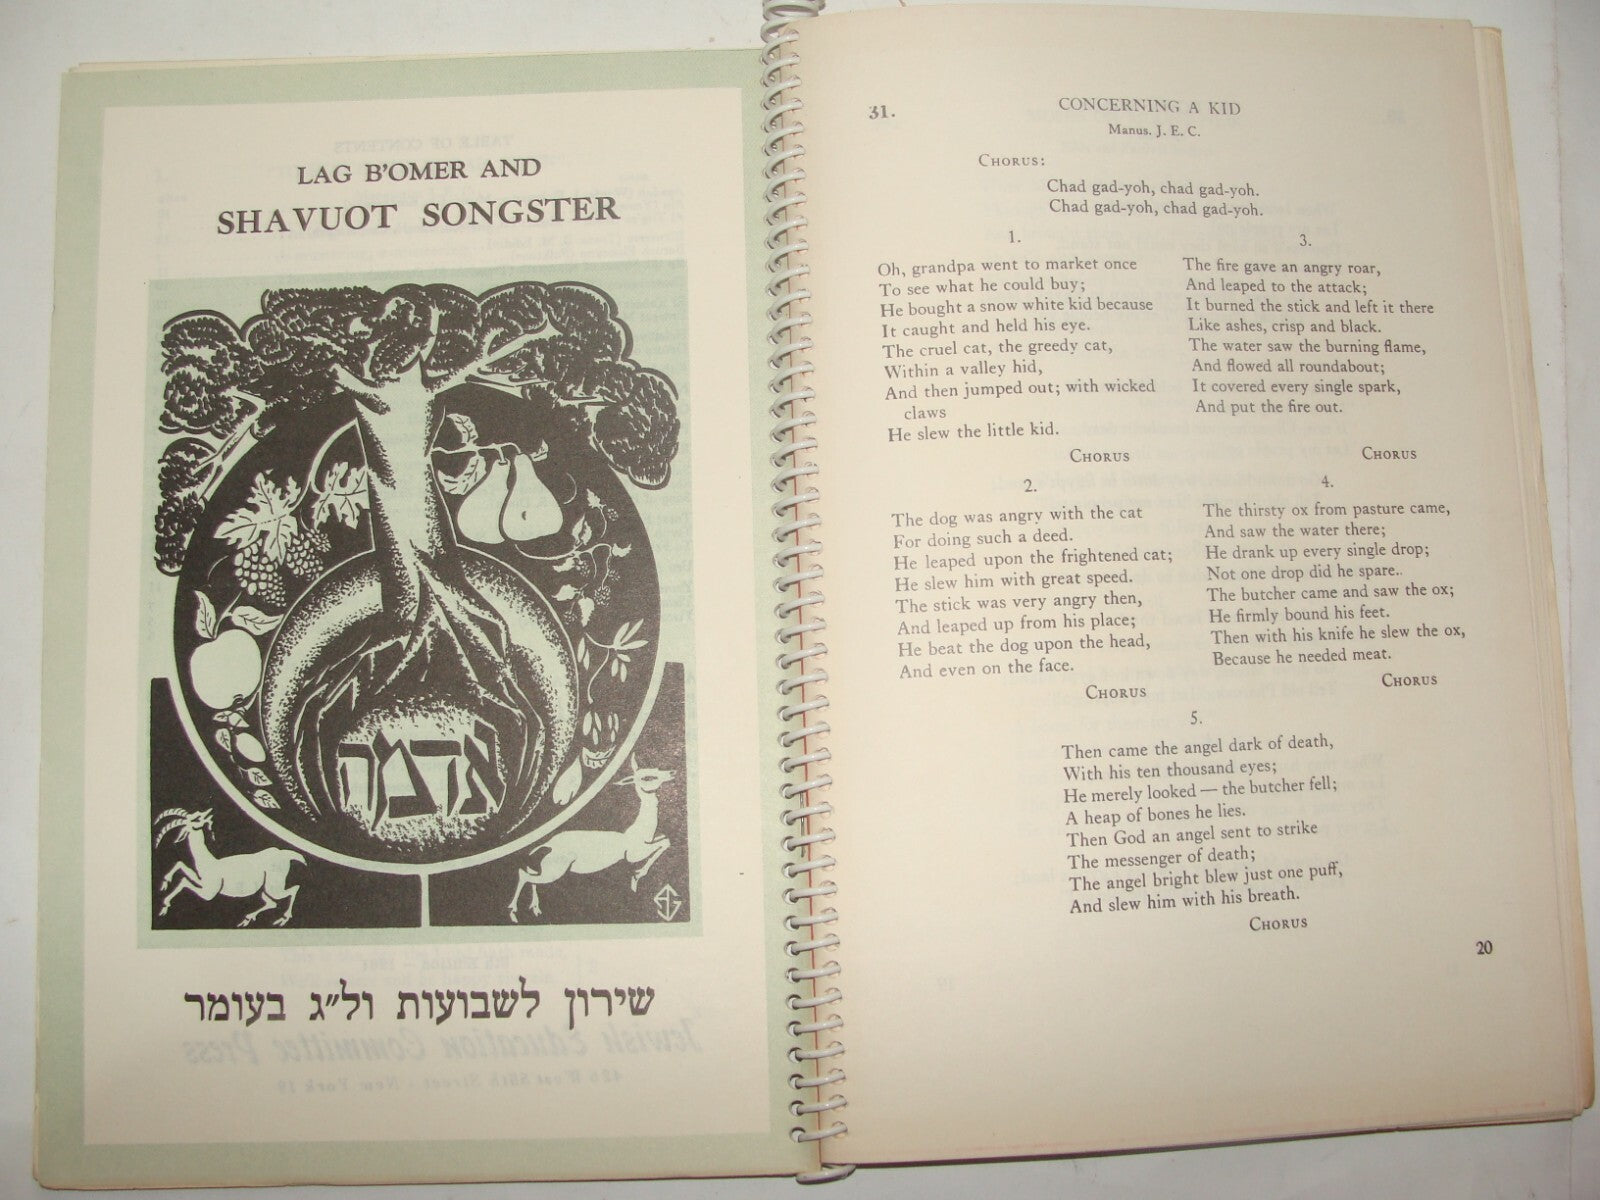 LAG B'OMER AND
SHAVUOT SONGSTER
אדמה
שירון לשבועות ול״ג בעומר
Jewish Education Committee Press
426 West 58th Street - New York 19
31.
CONCERNING A KID
Manus. J. E. C.
CHORUS:
Chad gad-yoh, chad gad-yoh.
Chad gad-yoh, chad gad-yoh.
1.
Oh, grandpa went to market once
To see what he could buy;
He bought a snow white kid because
It caught and held his eye.
The cruel cat, the greedy cat,
Within a valley hid,
And then jumped out; with wicked
claws
He slew the little kid.
CHORUS
2.
The dog was angry with the cat
For doing such a deed.
He leaped upon the frightened cat;
He slew him with great speed.
The stick was very angry then,
And leaped up from his place;
He beat the dog upon the head,
And even on the face.
CHORUS
3.
The fire gave an angry roar,
And leaped to the attack;
It burned the stick and left it there
Like ashes, crisp and black.
The water saw the burning flame,
And flowed all roundabout;
It covered every single spark,
And put the fire out.
CHORUS
4.
The thirsty ox from pasture came,
And saw the water there;
He drank up every single drop;
Not one drop did he spare..
The butcher came and saw the ox;
He firmly bound his feet.
Then with his knife he slew the ox,
Because he needed meat.
CHORUS
5.
Then came the angel dark of death,
With his ten thousand eyes;
He merely looked — the butcher fell;
A heap of bones he lies.
Then God an angel sent to strike
The messenger of death;
The angel bright blew just one puff,
And slew him with his breath.
CHORUS
20